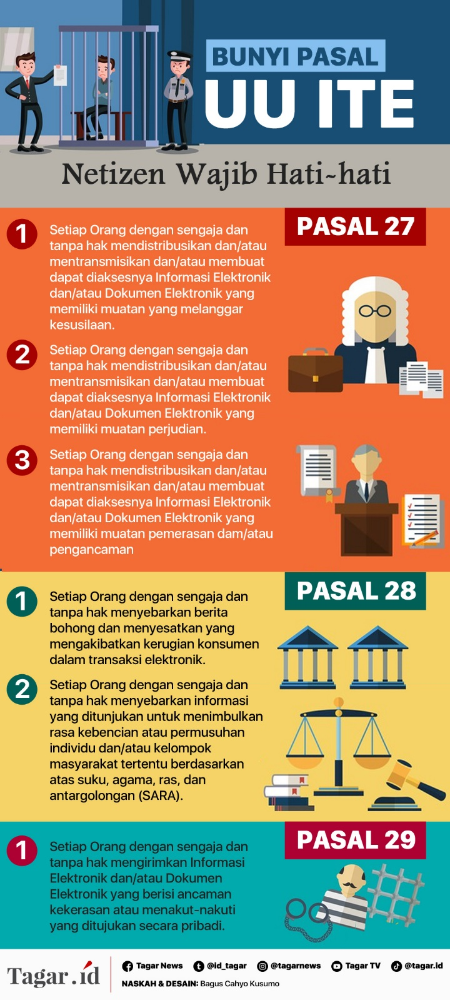 BUNYI PASAL
UU ITE
Netizen Wajib Hati-hati
PASAL 27
1
Setiap Orang dengan sengaja dan
tanpa hak mendistribusikan dan/atau
mentransmisikan dan/atau membuat
dapat diaksesnya Informasi Elektronik
dan/atau Dokumen Elektronik yang
memiliki muatan yang melanggar
kesusilaan.
2
Setiap Orang dengan sengaja dan
tanpa hak mendistribusikan dan/atau
mentransmisikan dan/atau membuat
dapat diaksesnya Informasi Elektronik
dan/atau Dokumen Elektronik yang
memiliki muatan perjudian.
3
Setiap Orang dengan sengaja dan
tanpa hak mendistribusikan dan/atau
mentransmisikan dan/atau membuat
dapat diaksesnya Informasi Elektronik
dan/atau Dokumen Elektronik yang
memiliki muatan pemerasan dam/atau
pengancaman
PASAL 28
1
Setiap Orang dengan sengaja dan
tanpa hak menyebarkan berita
bohong dan menyesatkan yang
mengakibatkan kerugian konsumen
dalam transaksi elektronik.
2
Setiap Orang dengan sengaja dan
tanpa hak menyebarkan informasi
yang ditunjukan untuk menimbulkan
rasa kebencian atau permusuhan
individu dan/atau kelompok
masyarakat tertentu berdasarkan
atas suku, agama, ras, dan
antargolongan (SARA).
PASAL 29
1
Setiap Orang dengan sengaja dan
tanpa hak mengirimkan Informasi
Elektronik dan/atau Dokumen
Elektronik yang berisi ancaman
kekerasan atau menakut-nakuti
yang ditujukan secara pribadi.
Tagar.id
Tagar News @id_tagar @tagarnews Tagar TV @tagar.id
NASKAH & DESAIN: Bagus Cahyo Kusumo